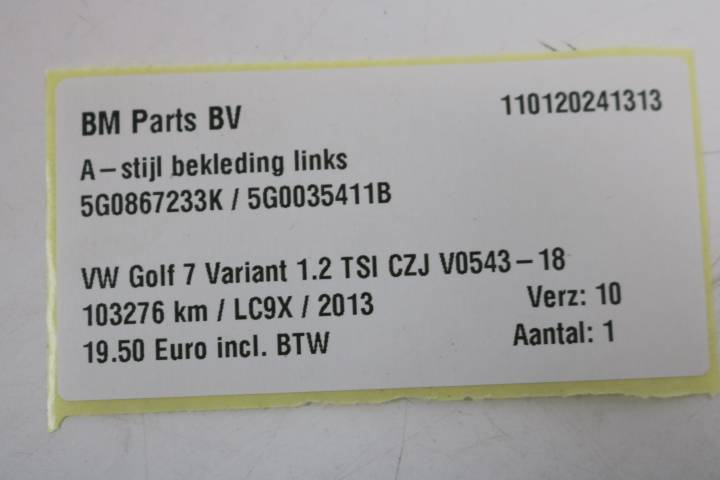 BM Parts BV 110120241313
A-stijl bekleding links
5G0867233K / 5G0035411B
VW Golf 7 Variant 1.2 TSI CZJ V0543-18
103276 km / LC9X / 2013 Verz: 10
19.50 Euro incl. BTW Aantal: 1